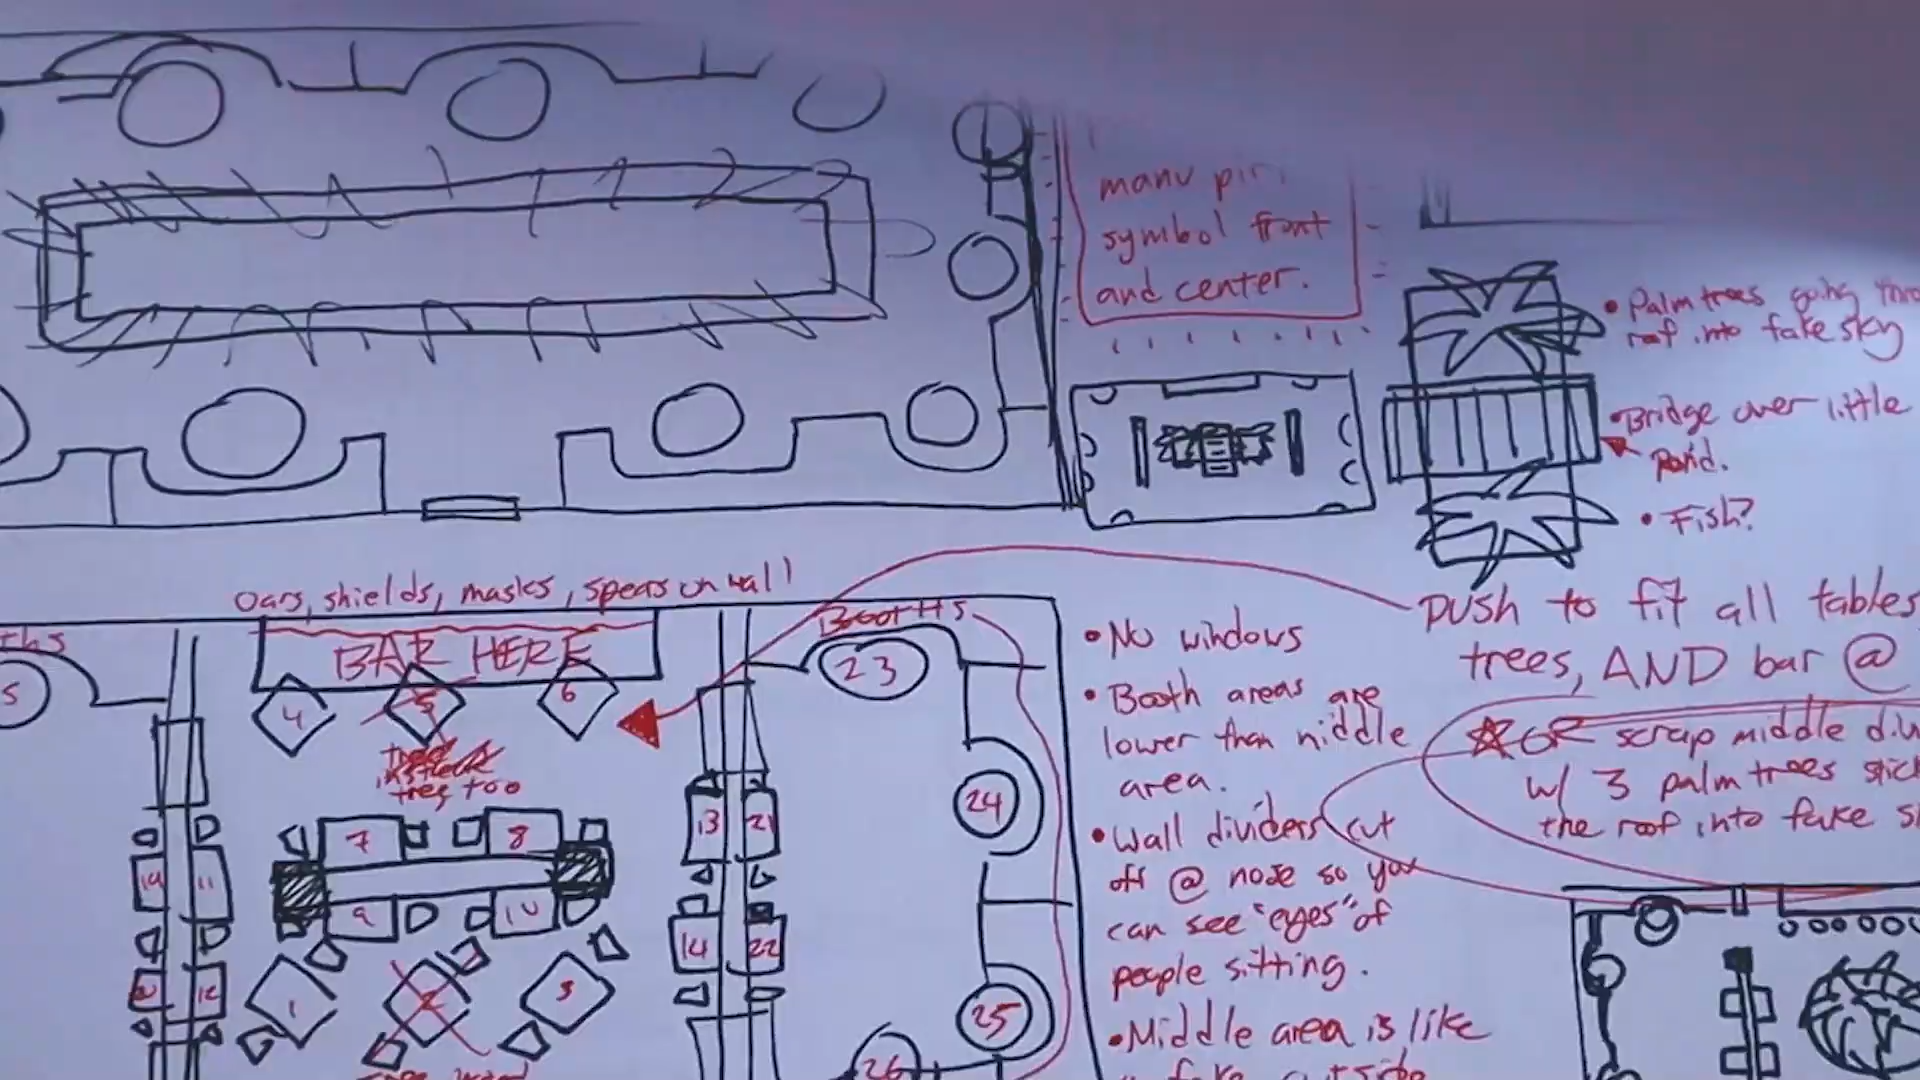 symbol front
and center.
• Palm trees going
roof into fake sky
• Bridge over little
Pond.
• Fish?
Oars, shields, masks, spears on wall
BAR HERE
BOOTHS
23
4
5
6
tree too
7
8
9
10
13
21
24
11
14
22
12
1
2
3
25
26
PUSH to fit all tables
trees, AND bar @
OR scrap middle
w/ 3 palm trees
the roof into fake
• No windows
• Booth areas are
lower than middle
area.
• Wall dividers cut
off @ nose so you
can see "eyes" of
people sitting.
• Middle area is like